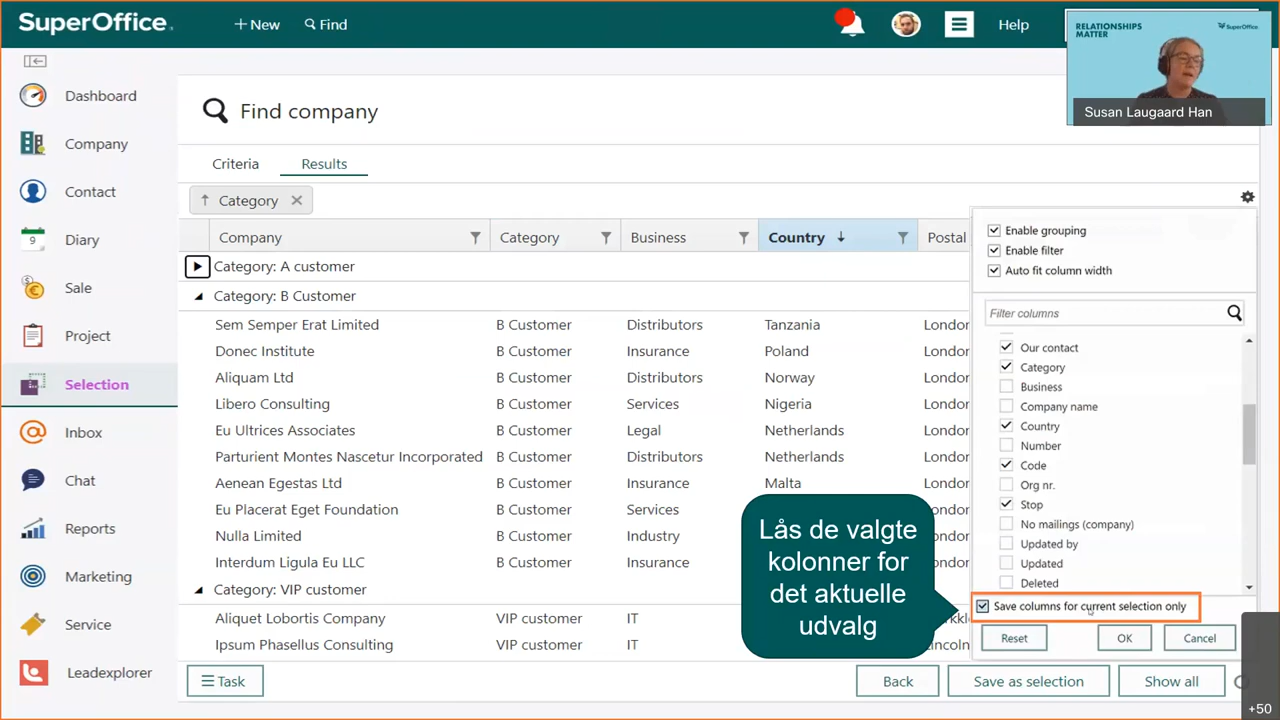 SuperOffice
+ New
Find
Help
RELATIONSHIPS
MATTER
SuperOffice
Susan Laugaard Han
Dashboard
Company
Contact
Diary
9
Sale
Project
Selection
Inbox
Chat
Reports
Marketing
Service
Leadexplorer
Find company
Criteria
Results
↑ Category ✕
Company
Category
Business
Country ↓
Postal
Category: A customer
Category: B Customer
Sem Semper Erat Limited B Customer Distributors Tanzania London
Donec Institute B Customer Insurance Poland London
Aliquam Ltd B Customer Distributors Norway London
Libero Consulting B Customer Services Nigeria London
Eu Ultrices Associates B Customer Legal Netherlands London
Parturient Montes Nascetur Incorporated B Customer Distributors Netherlands London
Aenean Egestas Ltd B Customer Insurance Malta London
Eu Placerat Eget Foundation B Customer Services
Nulla Limited B Customer Industry
Interdum Ligula Eu LLC B Customer Insurance
Category: VIP customer
Aliquet Lobortis Company VIP customer IT
Ipsum Phasellus Consulting VIP customer IT
Enable grouping
Enable filter
Auto fit column width
Filter columns
Our contact
Category
Business
Company name
Country
Number
Code
Org nr.
Stop
No mailings (company)
Updated by
Updated
Deleted
Save columns for current selection only
Reset
OK
Cancel
Lås de valgte
kolonner for
det aktuelle
udvalg
Task
Back
Save as selection
Show all
+50